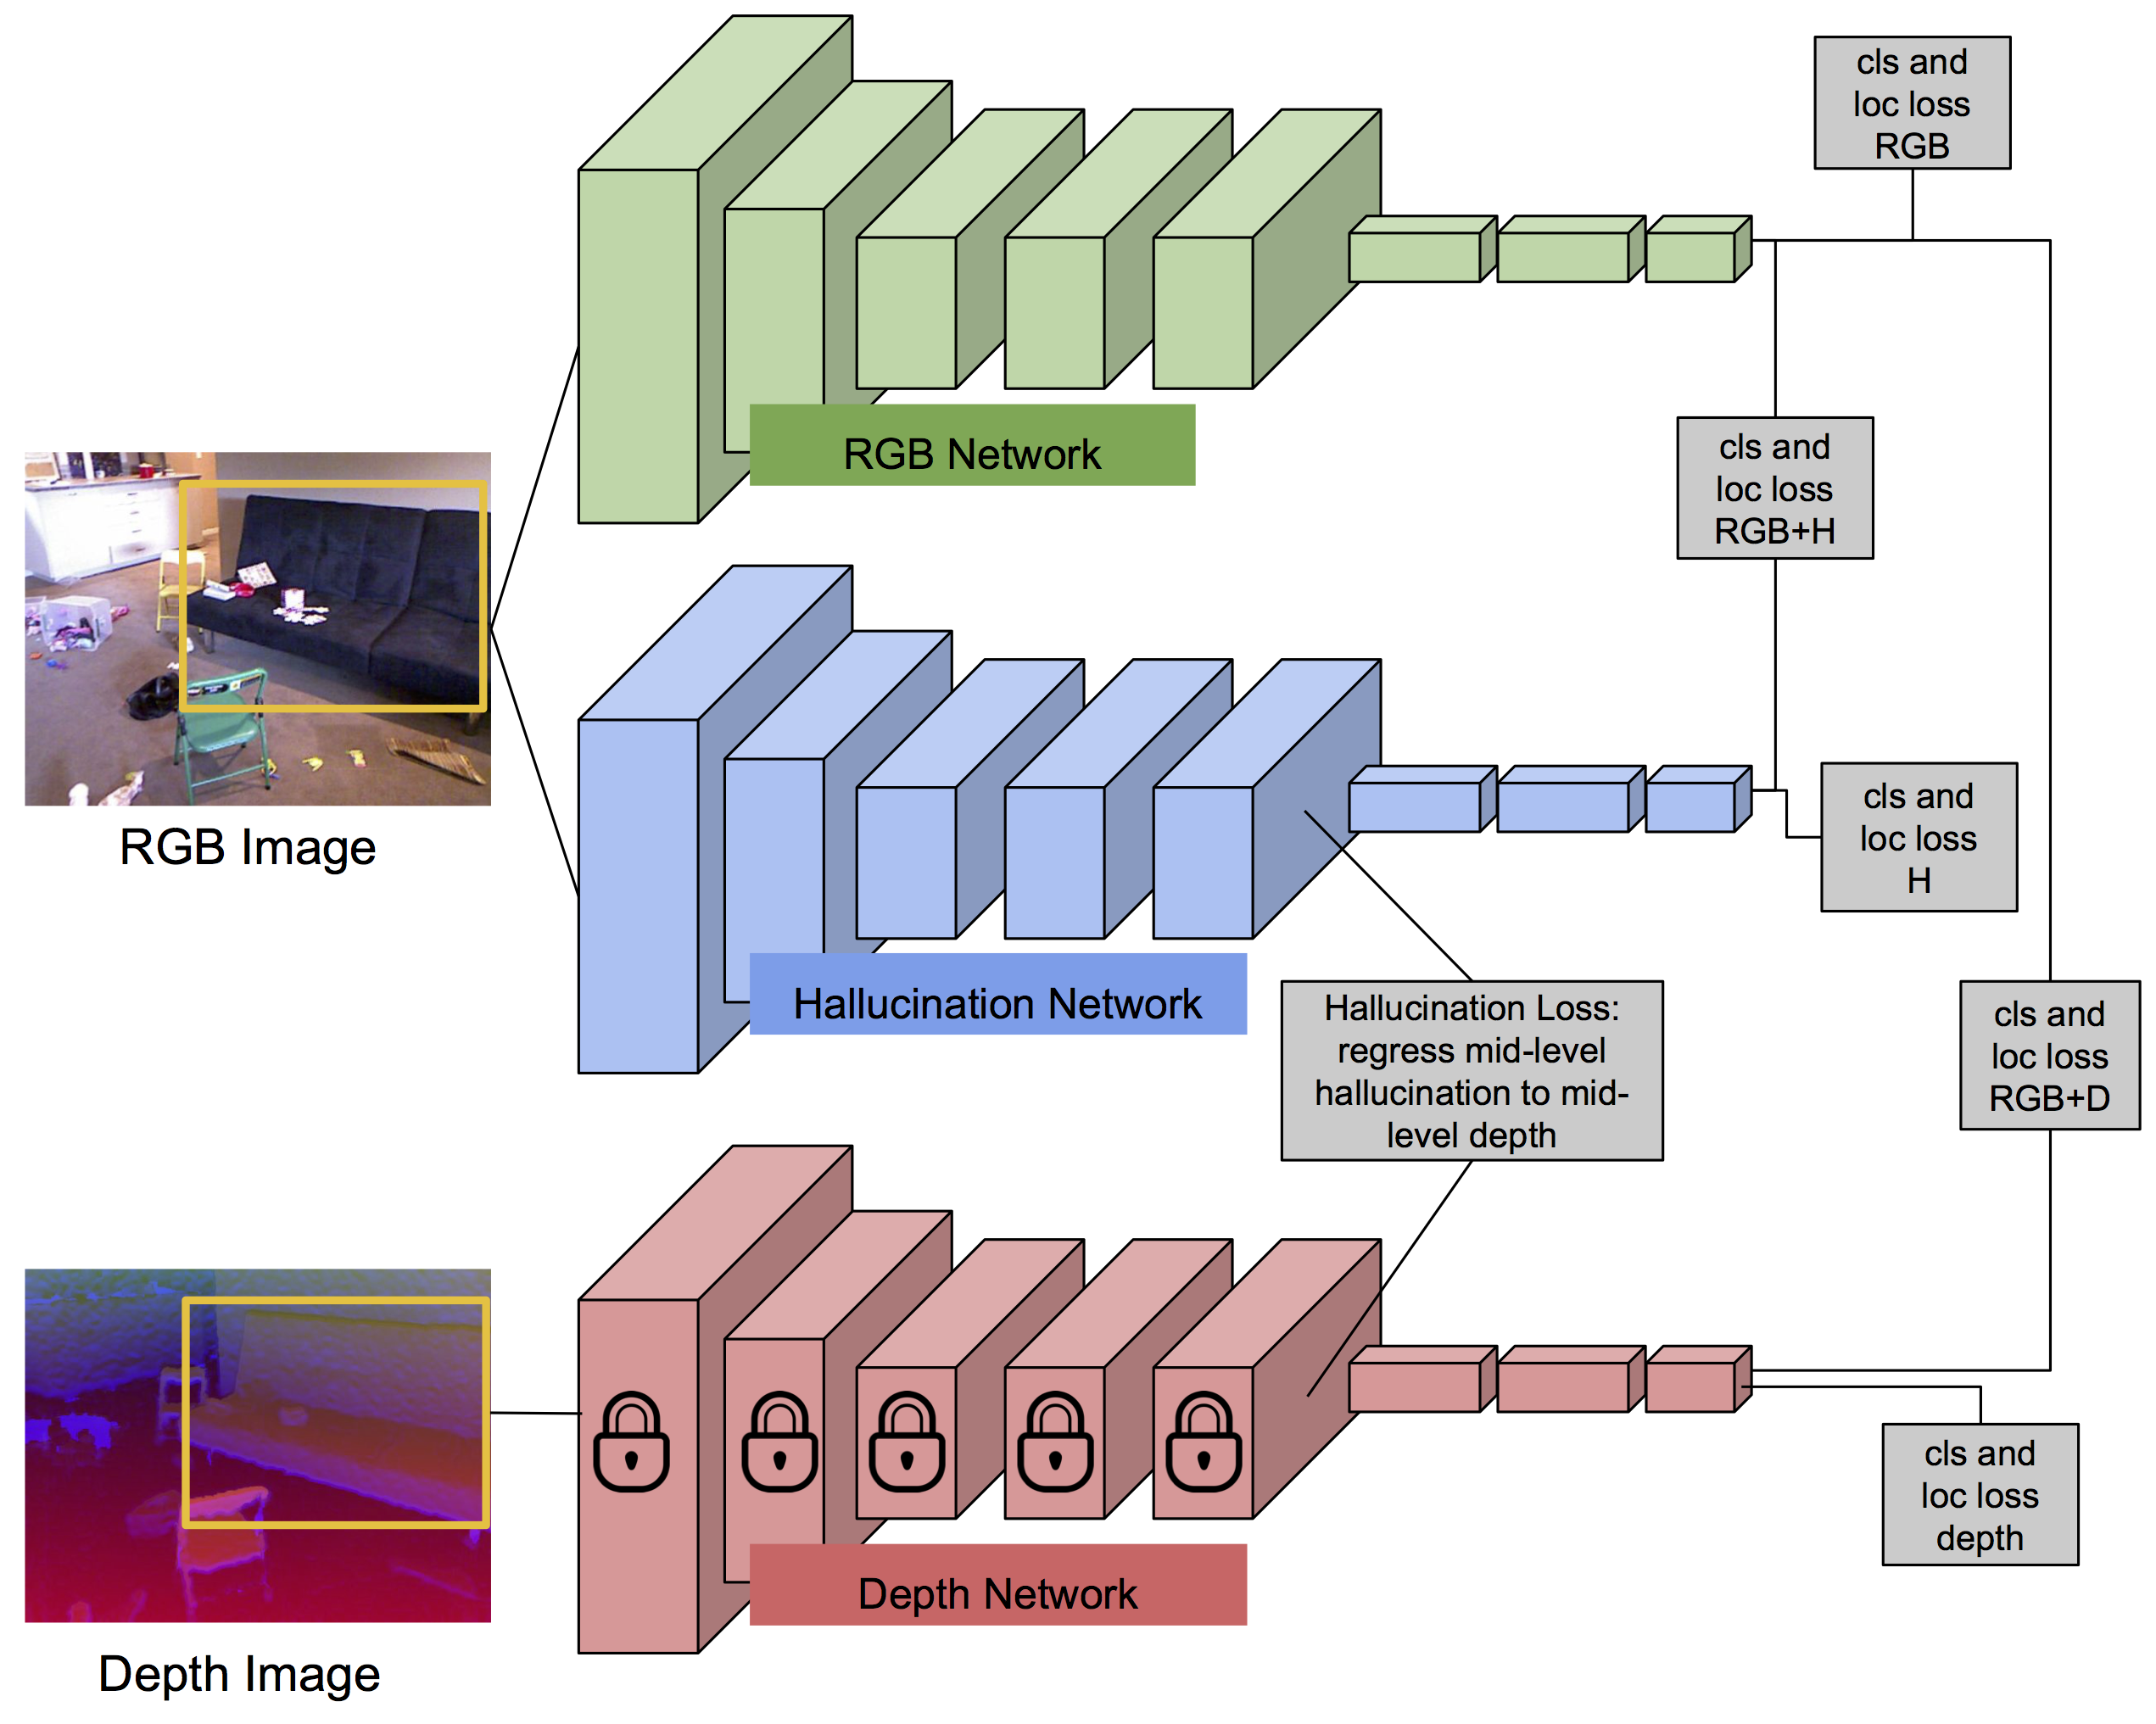 cls and
loc loss
RGB
RGB Network
cls and
loc loss
RGB+H
RGB Image
cls and
loc loss
H
Hallucination Network
Hallucination Loss:
regress mid-level
hallucination to mid-
level depth
cls and
loc loss
RGB+D
cls and
loc loss
depth
Depth Network
Depth Image